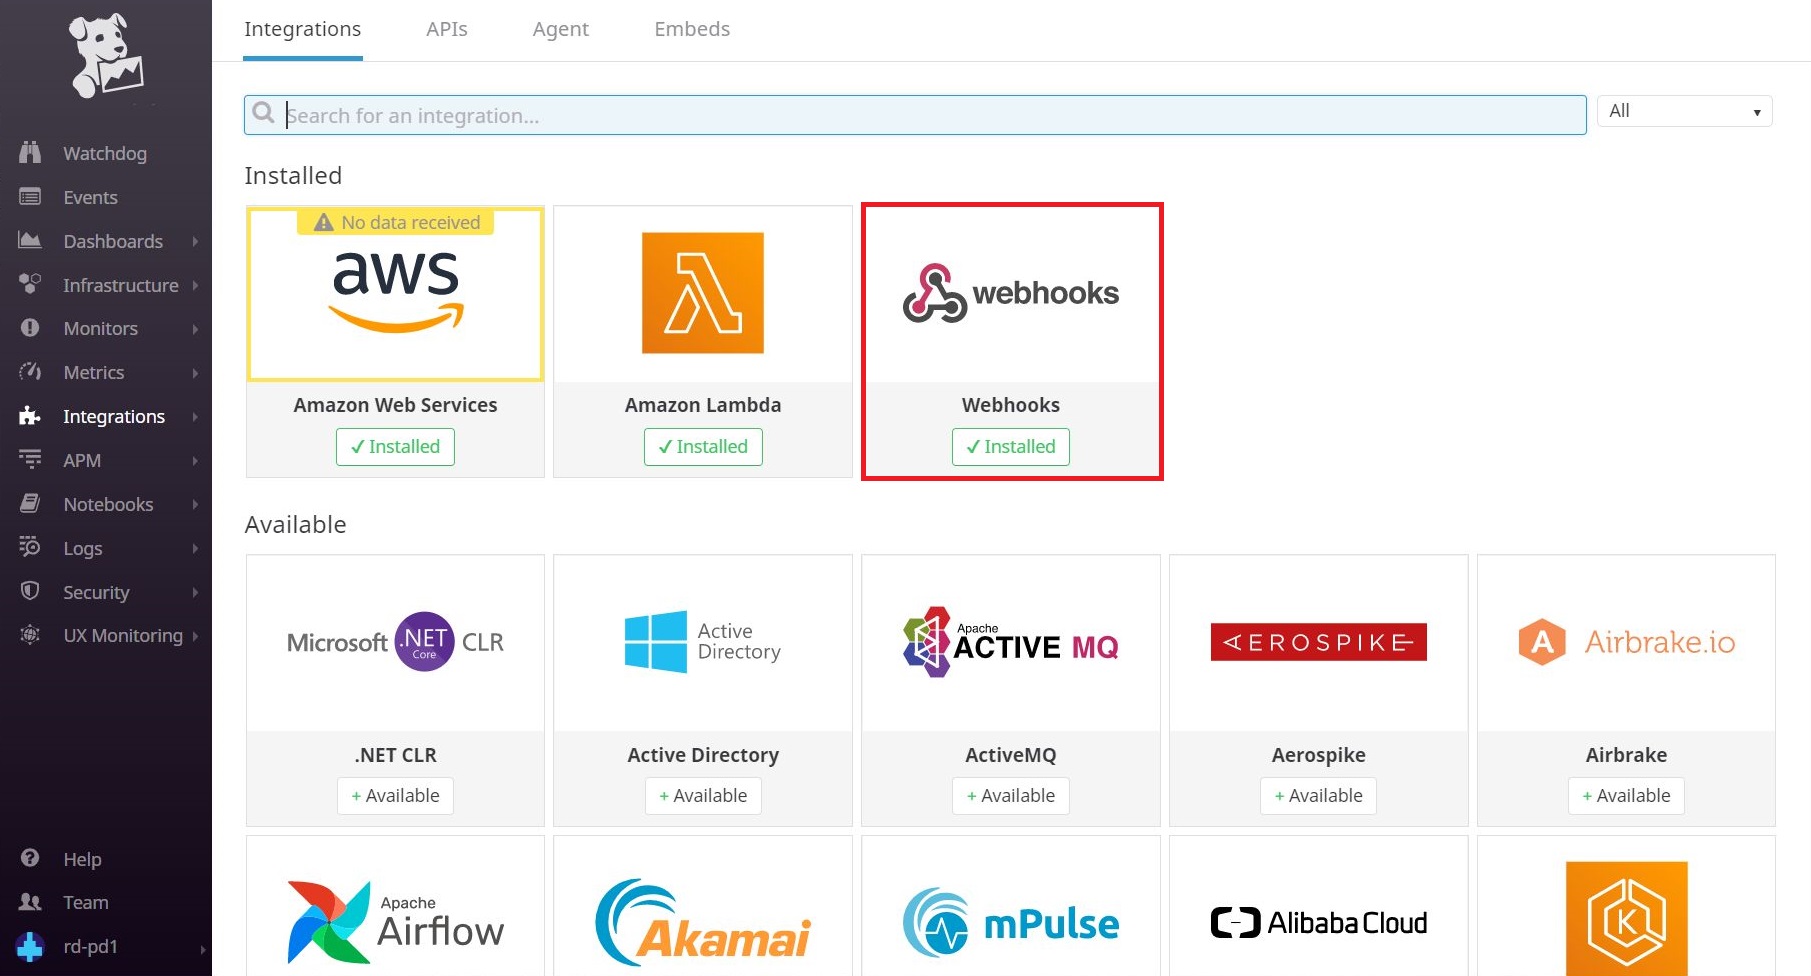 Integrations
APIs
Agent
Embeds
Search for an integration...
All
Watchdog
Events
Dashboards
Infrastructure
Monitors
Metrics
Integrations
APM
Notebooks
Logs
Security
UX Monitoring
Help
Team
rd-pd1
Installed
No data received
aws
Amazon Web Services
✓ Installed
Amazon Lambda
✓ Installed
webhooks
Webhooks
✓ Installed
Available
Microsoft .NET Core CLR
.NET CLR
+ Available
Active
Directory
Active Directory
+ Available
Apache
ACTIVE MQ
ActiveMQ
+ Available
AEROSPIKE
Aerospike
+ Available
A Airbrake.io
Airbrake
+ Available
Apache
Airflow
Akamai
mPulse
Alibaba Cloud
K